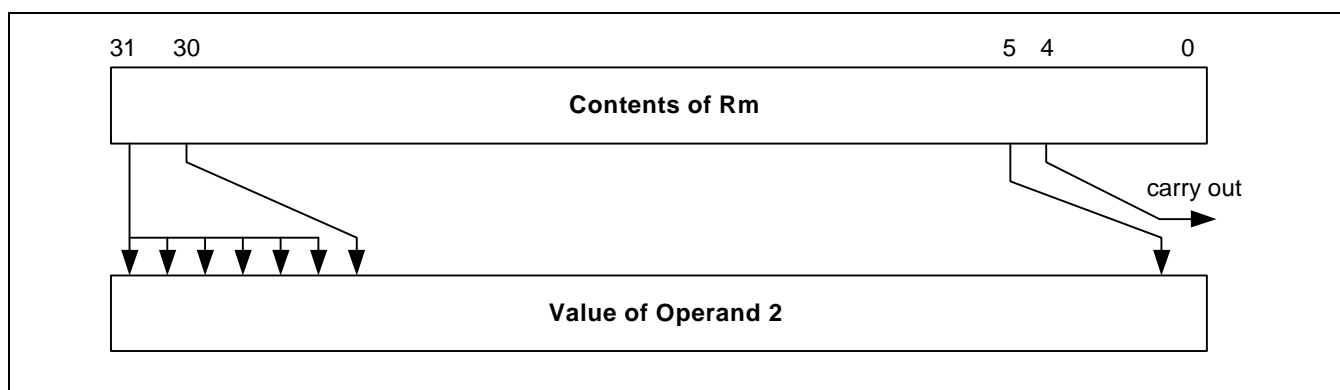 31 30 5 4 0
Contents of Rm
carry out
Value of Operand 2